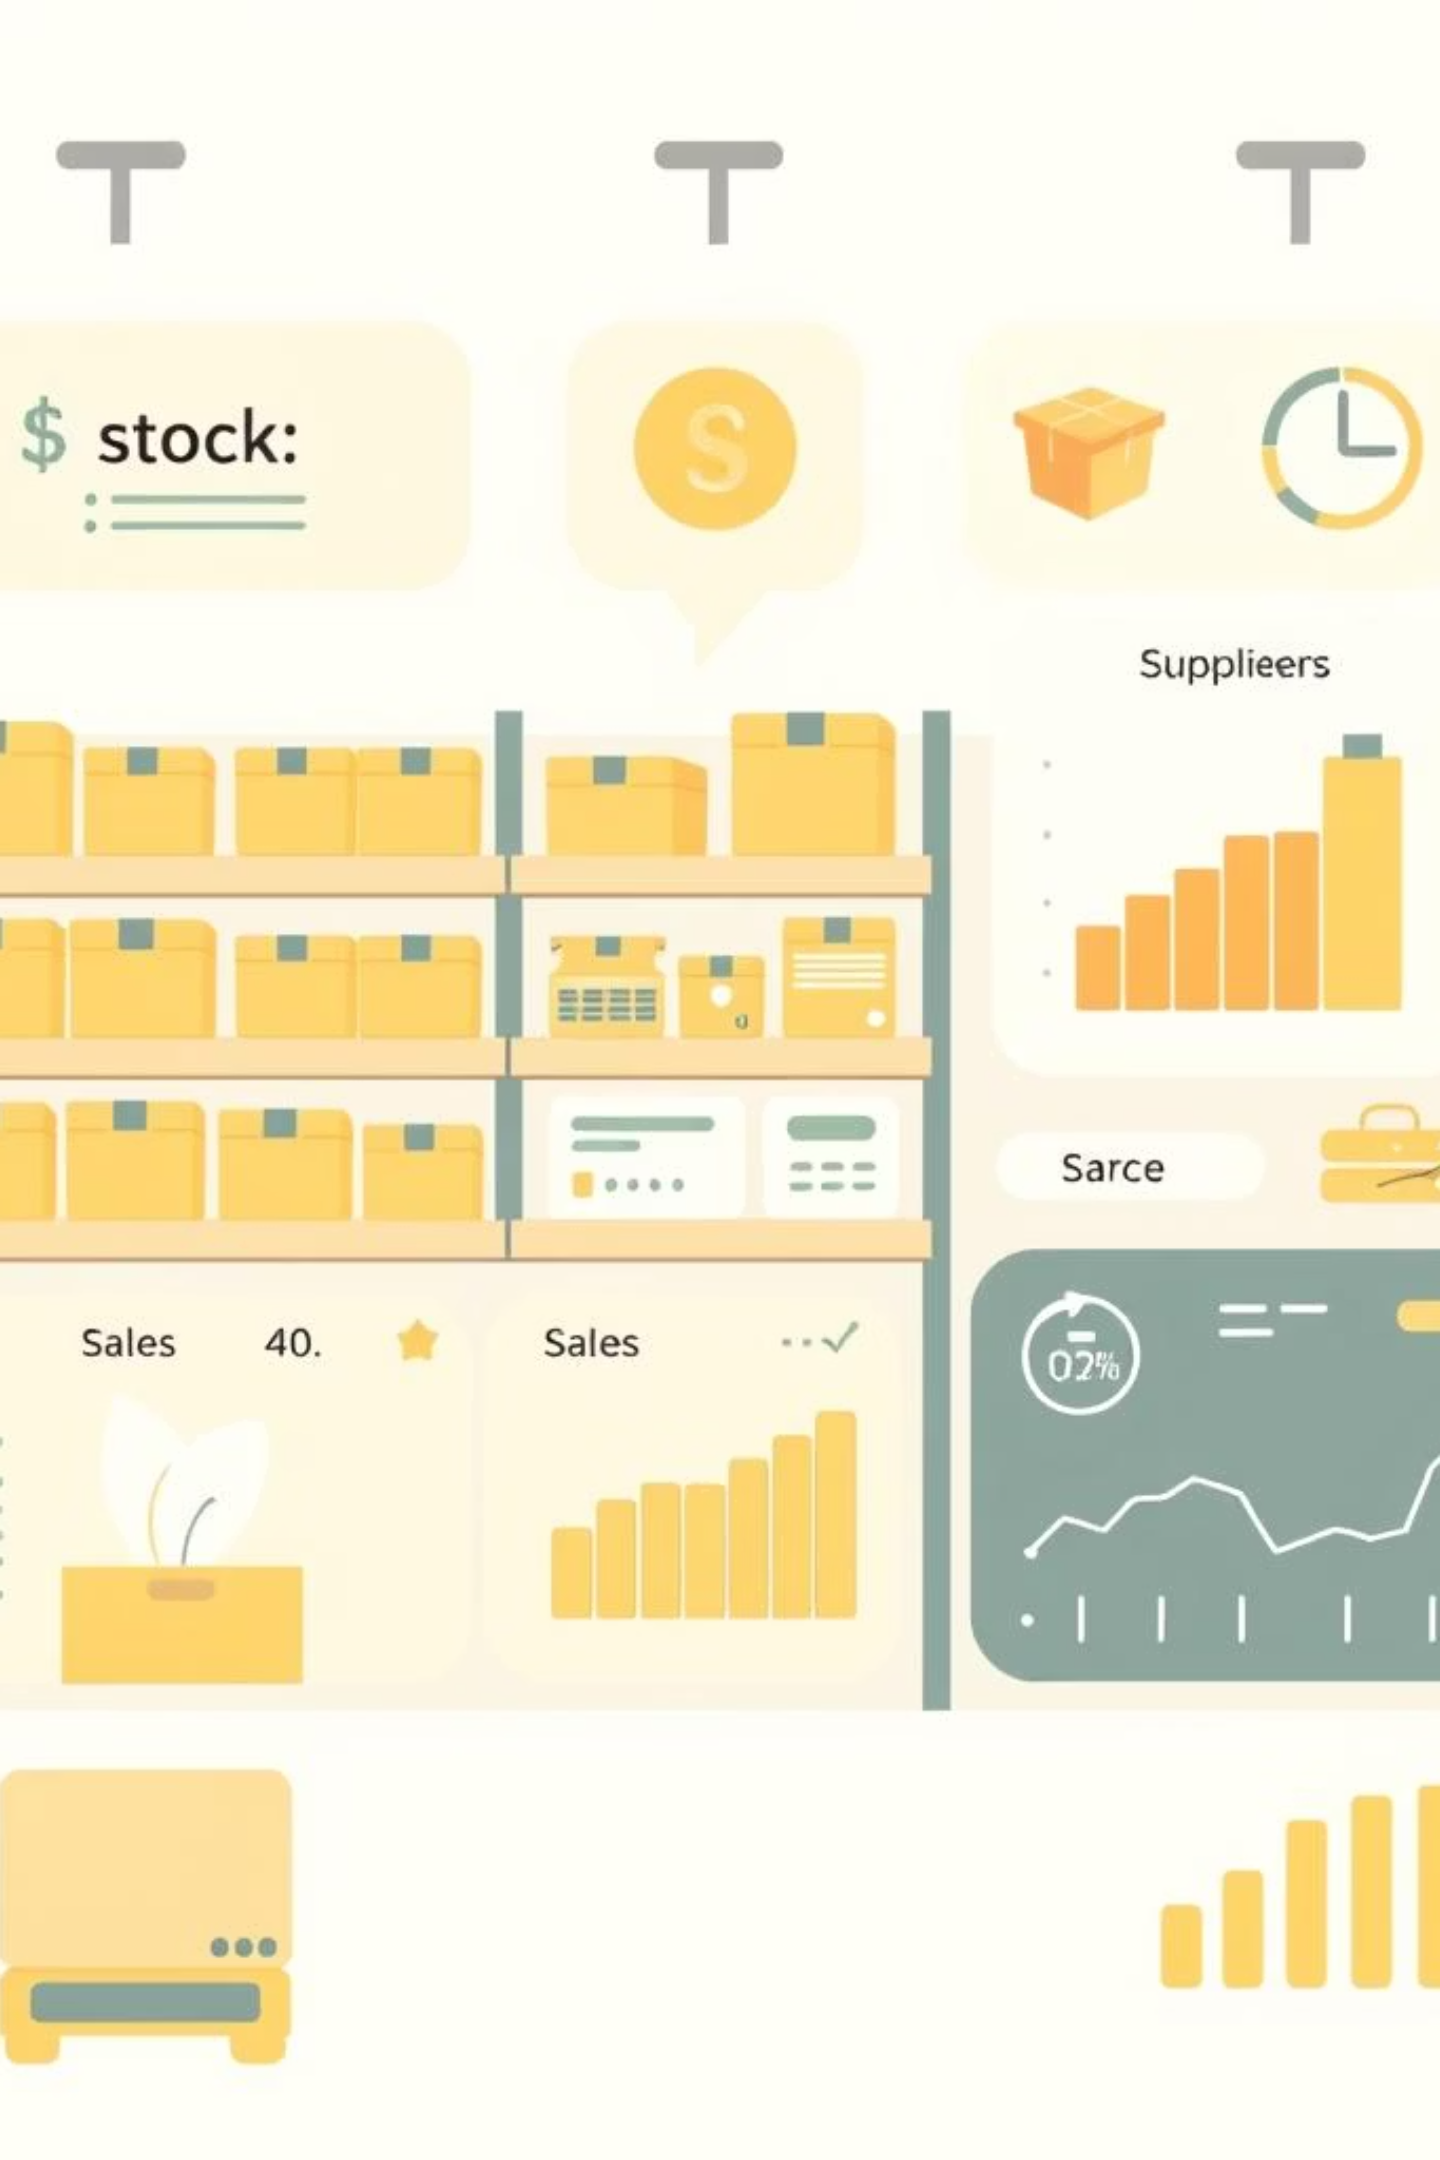 $ stock:
S
Supplieers
Sarce
Sales 40.
Sales
02%